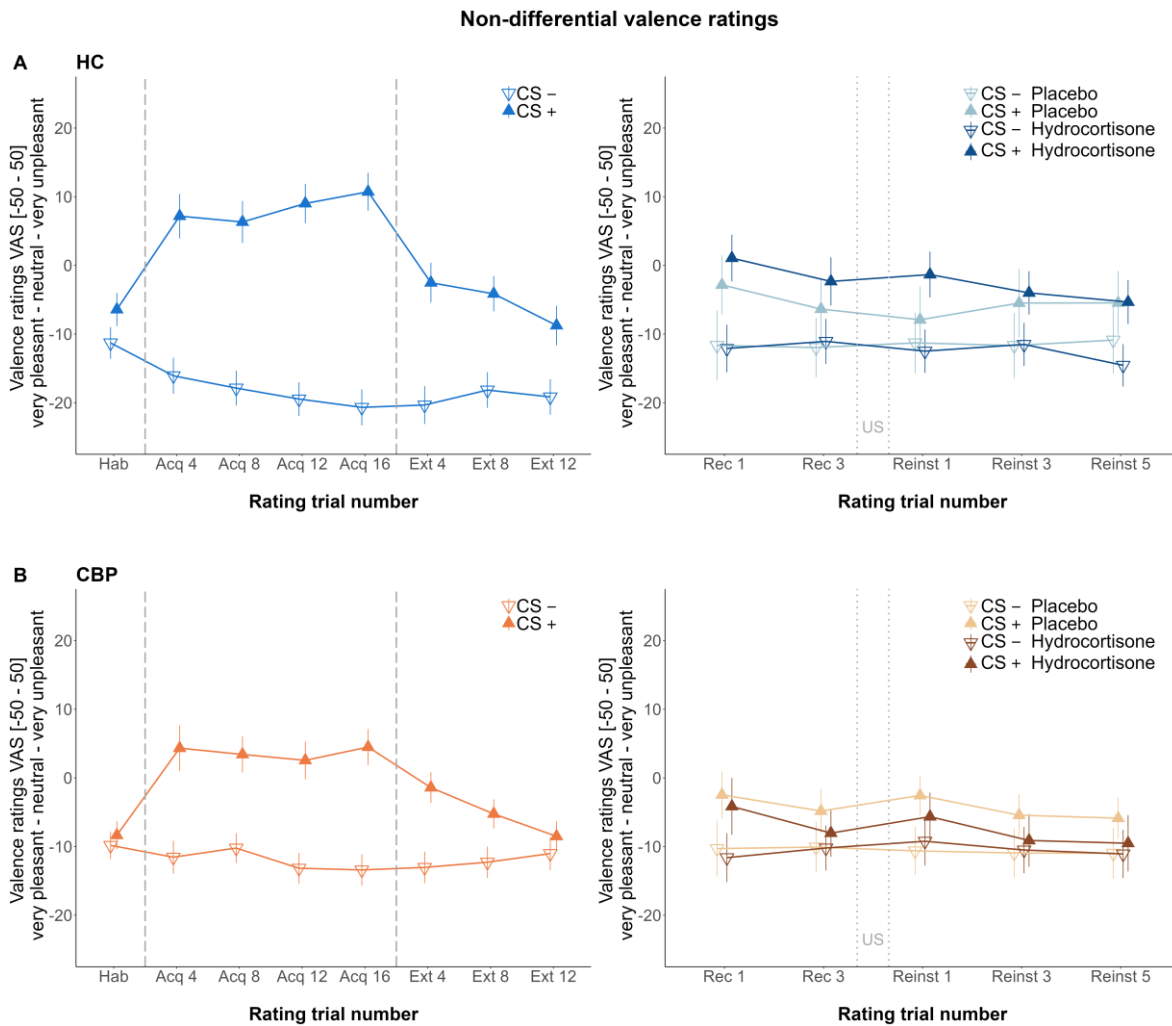 Non-differential valence ratings
A HC
Valence ratings VAS [-50 - 50]
very pleasant - neutral - very unpleasant
20
10
0
-10
-20
CS −
CS +
Hab Acq 4 Acq 8 Acq 12 Acq 16 Ext 4 Ext 8 Ext 12
Rating trial number
Valence ratings VAS [-50 - 50]
very pleasant - neutral - very unpleasant
20
10
0
-10
-20
CS − Placebo
CS + Placebo
CS − Hydrocortisone
CS + Hydrocortisone
US
Rec 1 Rec 3 Reinst 1 Reinst 3 Reinst 5
Rating trial number
B CBP
Valence ratings VAS [-50 - 50]
very pleasant - neutral - very unpleasant
20
10
0
-10
-20
CS −
CS +
Hab Acq 4 Acq 8 Acq 12 Acq 16 Ext 4 Ext 8 Ext 12
Rating trial number
Valence ratings VAS [-50 - 50]
very pleasant - neutral - very unpleasant
20
10
0
-10
-20
CS − Placebo
CS + Placebo
CS − Hydrocortisone
CS + Hydrocortisone
US
Rec 1 Rec 3 Reinst 1 Reinst 3 Reinst 5
Rating trial number